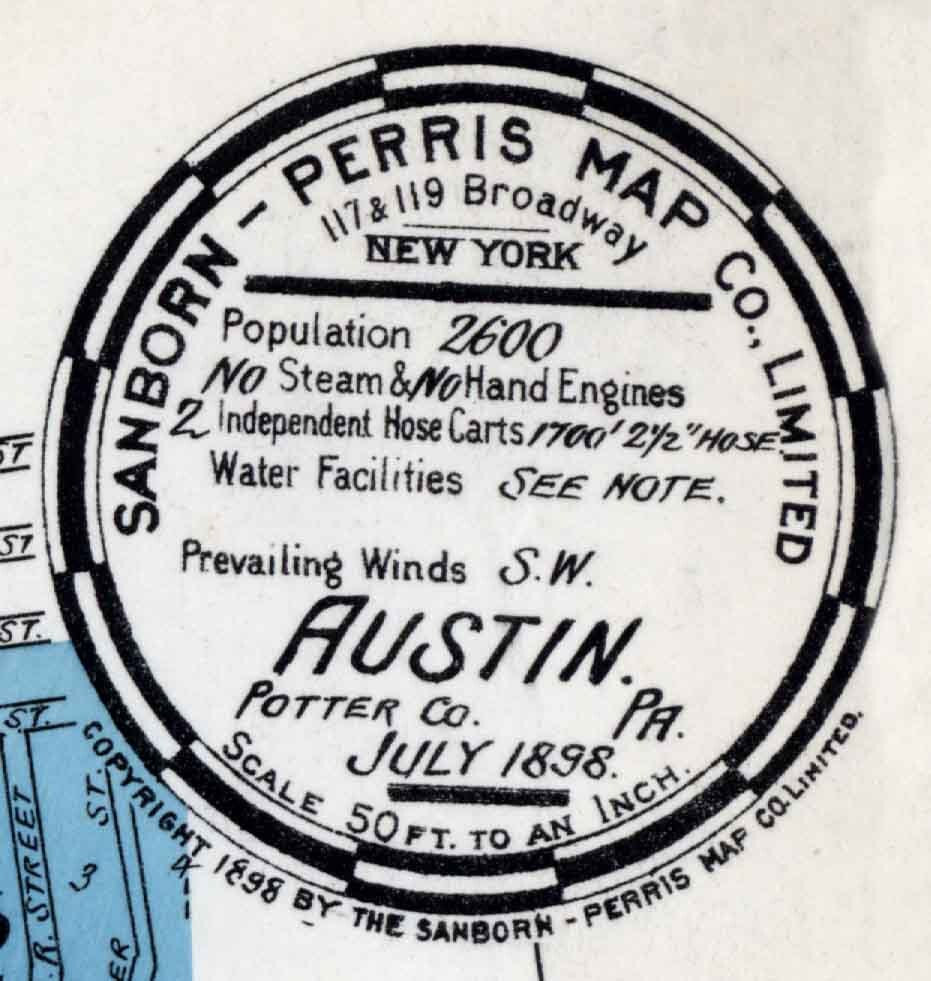 SANBORN - PERRIS MAP CO., LIMITED
117 & 119 Broadway
NEW YORK
Population 2600
NO Steam & NO Hand Engines
2 Independent Hose Carts 1700' 2½" HOSE.
Water Facilities SEE NOTE.
Prevailing Winds S.W.
AUSTIN.
POTTER CO. PA.
JULY 1898.
SCALE 50 FT. TO AN INCH.
COPYRIGHT 1898 BY THE SANBORN - PERRIS MAP CO. LIMITED.
ST
ST
ST.
ST.
R. STREET
ST.
3
4
ER